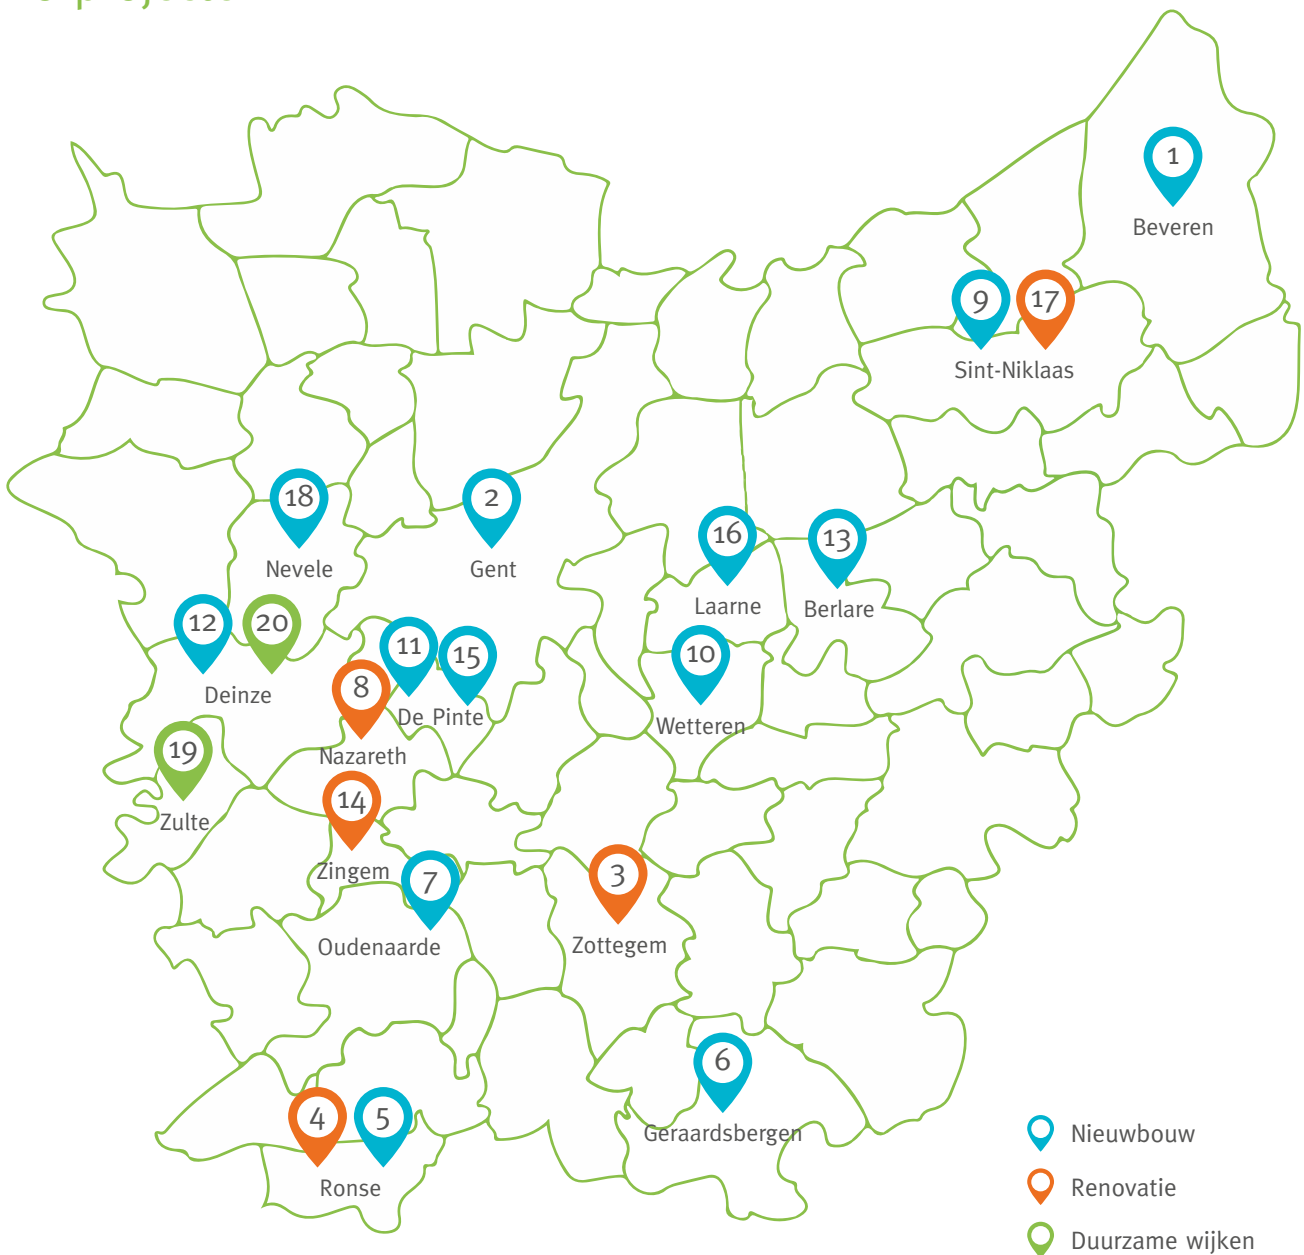 1
Beveren
9
17
Sint-Niklaas
18
Nevele
2
Gent
16
Laarne
13
Berlare
12
20
Deinze
11
15
De Pinte
10
Wetteren
8
Nazareth
19
Zulte
14
Zingem
7
Oudenaarde
3
Zottegem
6
Geraardsbergen
4
5
Ronse
Nieuwbouw
Renovatie
Duurzame wijken